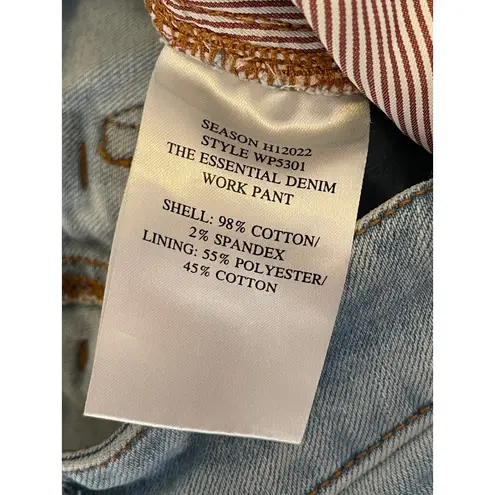 SEASON H12022
STYLE WP5301
THE ESSENTIAL DENIM
WORK PANT
SHELL: 98% COTTON/
2% SPANDEX
LINING: 55% POLYESTER/
45% COTTON